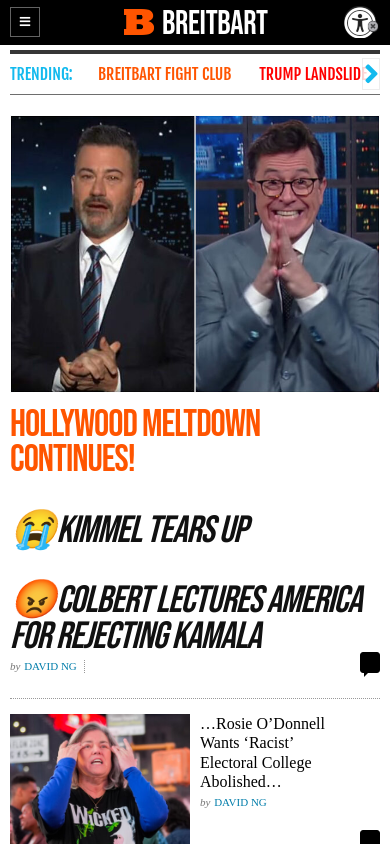 BREITBART
TRENDING:
BREITBART FIGHT CLUB
TRUMP LANDSLID
HOLLYWOOD MELTDOWN
CONTINUES!
😭KIMMEL TEARS UP
😡COLBERT LECTURES AMERICA
FOR REJECTING KAMALA
by DAVID NG
WICKED
…Rosie O’Donnell
Wants ‘Racist’
Electoral College
Abolished…
by DAVID NG